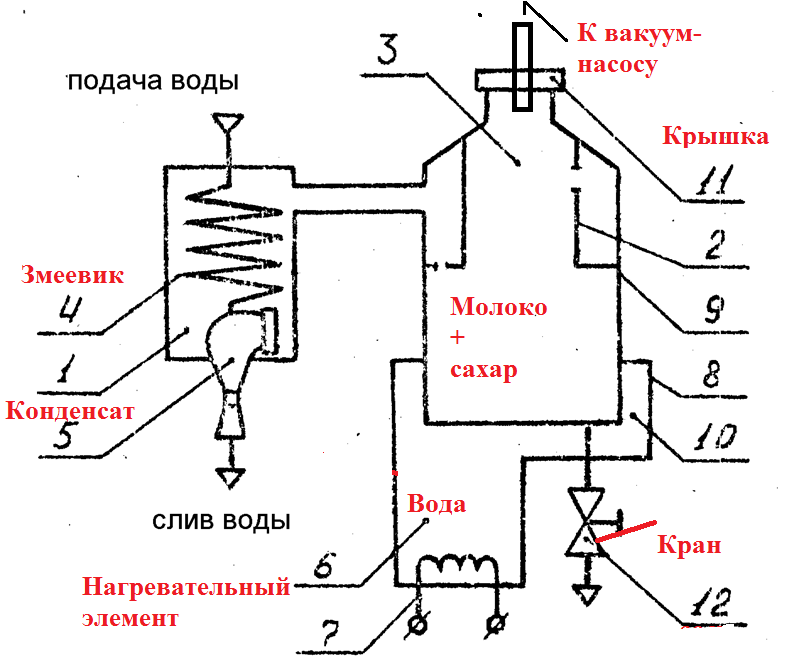 К вакуум-
насосу
3
подача воды
Крышка
11
2
Змеевик
4
Молоко
+
сахар
9
1
8
Конденсат
5
10
Вода
слив воды
Кран
6
Нагревательный
элемент
12
7